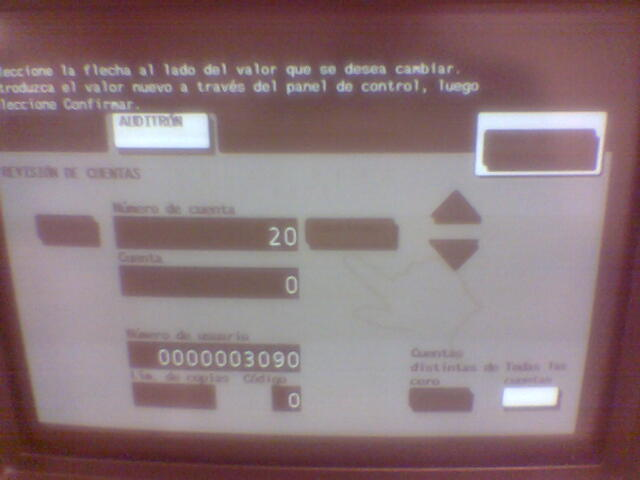 leccione la flecha al lado del valor que se desea cambiar.
troduzca el valor nuevo a través del panel de control, luego
leccione Confirmar.
AUDITRÓN
REVISIÓN DE CUENTAS
Número de cuenta
20
Cuenta
0
Número de usuario
0000003090
Lím. de copias Código
0
Cuentas
distintas de Todas las
cero cuentas